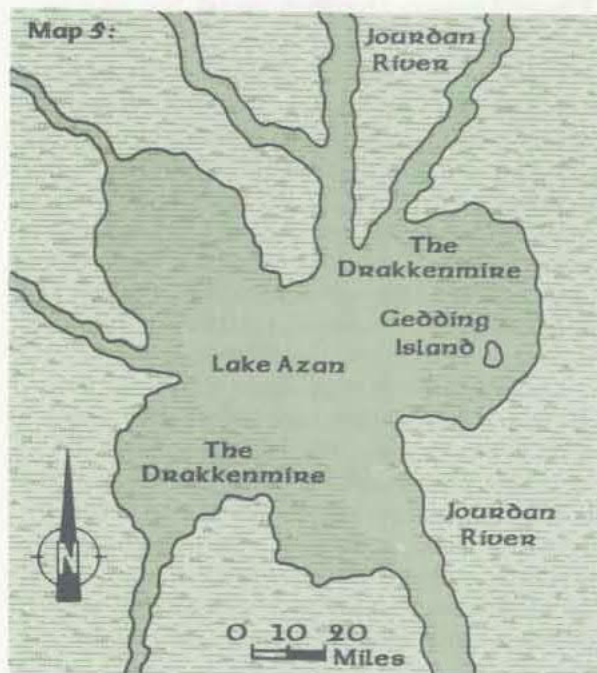 Map 5:
Jourdan
River
The
Drakkenmire
Gedding
Island
Lake Azan
The
Drakkenmire
Jourdan
River
N
0 10 20
Miles